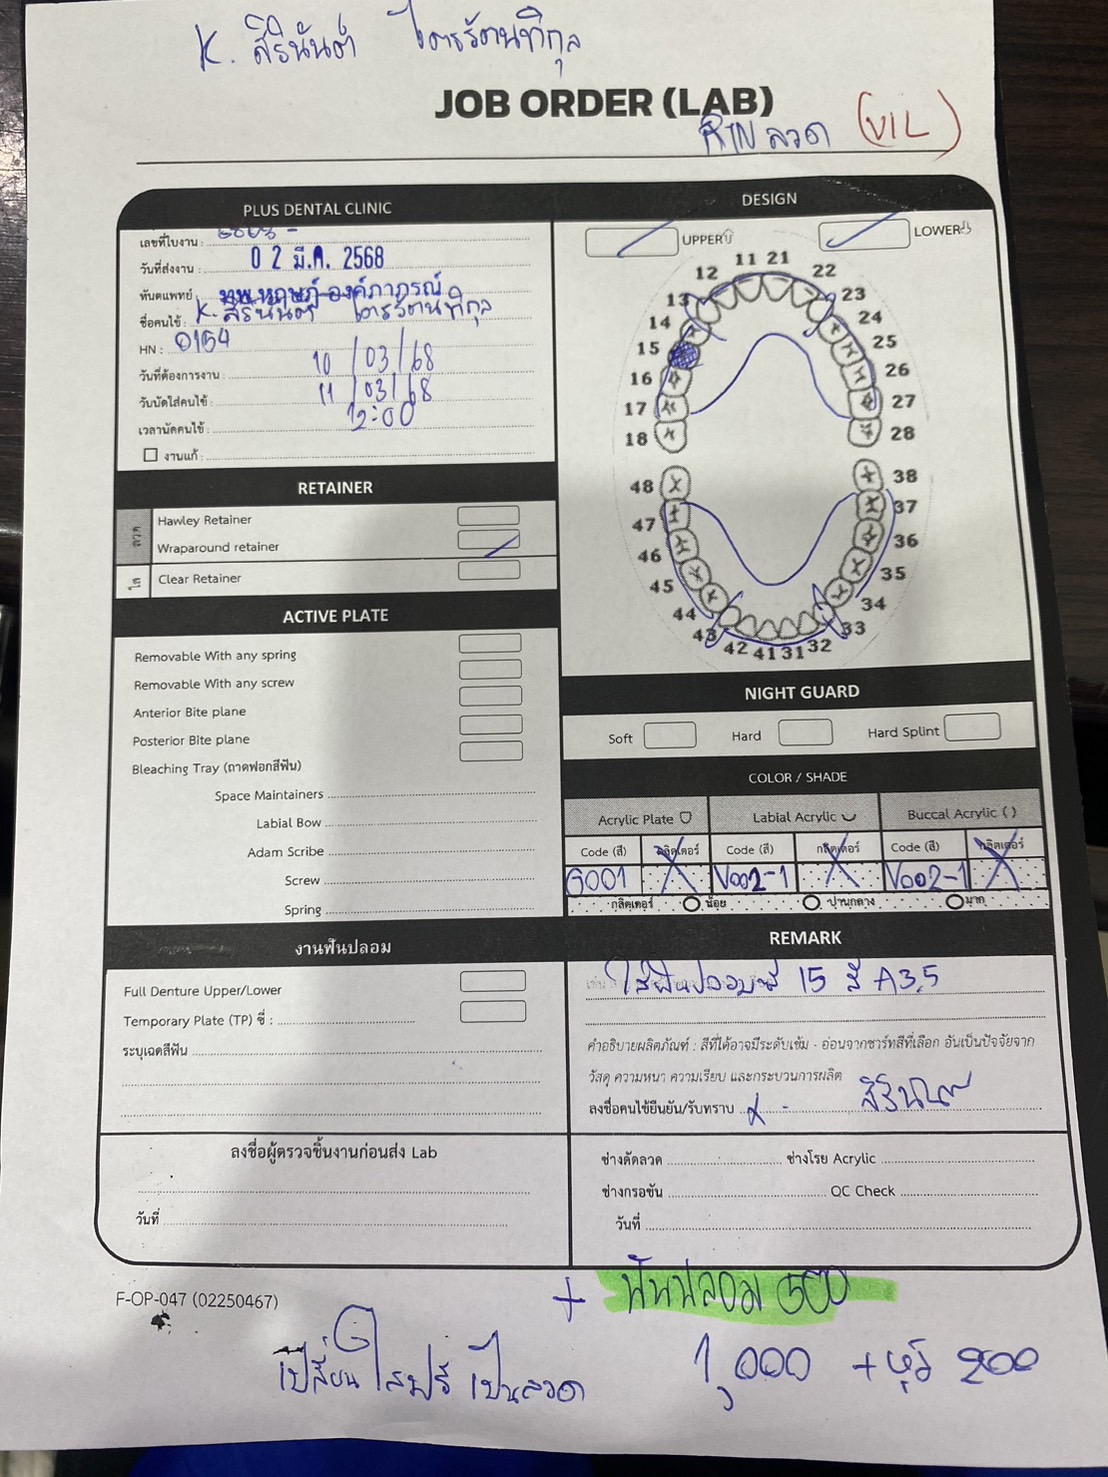 K. สิรินันต์ ไตรรัตนทิกุล
JOB ORDER (LAB)
RTN ลวด (VIL)
PLUS DENTAL CLINIC
เลขที่ใบงาน :
วันที่ส่งงาน : 0 2 มี.ค. 2568
ทันตแพทย์ : ทพ.หฤษฎ์ องค์ภาภรณ์
ชื่อคนไข้ : K. สิรินันต์ ไตรรัตนทิกุล
HN : 0154
วันที่ต้องการงาน : 10 / 03 / 68
วันนัดใส่คนไข้ : 11 / 03 / 68
เวลานัดคนไข้ : 12:00
งานแก้ :
DESIGN
UPPER
LOWER
11 21
12 22
13 23
14 24
15 25
16 26
17 27
18 28
48 38
47 37
46 36
45 35
44 34
43 33
42 41 31 32
RETAINER
ลวด
Hawley Retainer
Wraparound retainer
ใส
Clear Retainer
ACTIVE PLATE
Removable With any spring
Removable With any screw
Anterior Bite plane
Posterior Bite plane
Bleaching Tray (ถาดฟอกสีฟัน)
Space Maintainers
Labial Bow
Adam Scribe
Screw
Spring
NIGHT GUARD
Soft Hard Hard Splint
COLOR / SHADE
Acrylic Plate Labial Acrylic Buccal Acrylic ( )
Code (สี) กลิตเตอร์ Code (สี) กลิตเตอร์ Code (สี) กลิตเตอร์
G001 V002-1 V002-1
กลิตเตอร์ น้อย ปานกลาง มาก
งานฟันปลอม
Full Denture Upper/Lower
Temporary Plate (TP) ซี่ :
ระบุเฉดสีฟัน
REMARK
ใส่ฟันปลอมซี่ 15 สี A3.5
คำอธิบายผลิตภัณฑ์ : สีที่ได้อาจมีระดับเข้ม - อ่อนจากชาร์ทสีที่เลือก อันเป็นปัจจัยจาก
วัสดุ ความหนา ความเรียบ และกระบวนการผลิต
ลงชื่อคนไข้ยืนยัน/รับทราบ สิรินันต์
ลงชื่อผู้ตรวจชิ้นงานก่อนส่ง Lab
วันที่
ช่างดัดลวด ช่างโรย Acrylic
ช่างกรอขัน QC Check
วันที่
F-OP-047 (02250467)
+ ฟันปลอม 500
เปลี่ยนใสฟรี เป็นลวด 1,000 + หุ้ 200